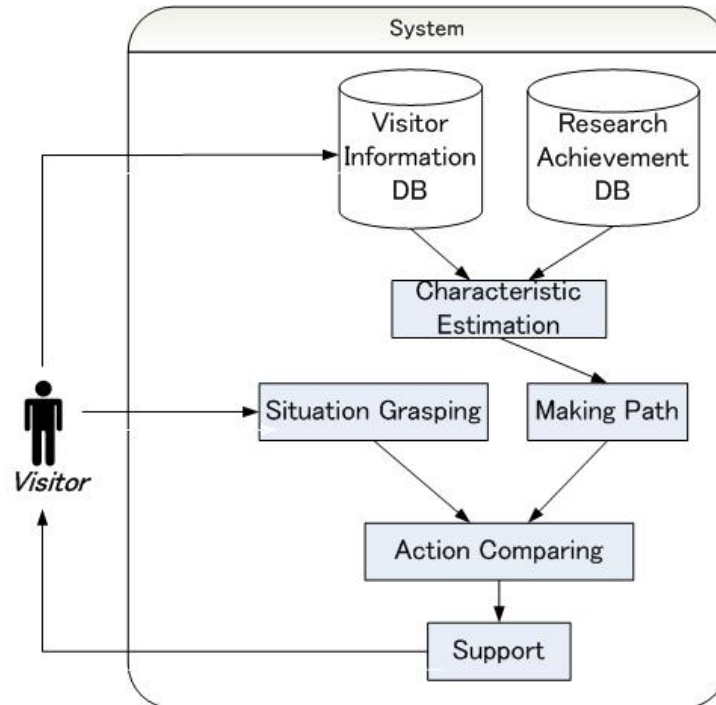 System
Visitor
Information
DB
Research
Achievement
DB
Characteristic
Estimation
Situation Grasping
Making Path
Visitor
Action Comparing
Support